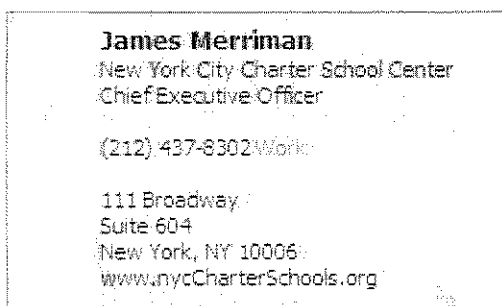 James Merriman
New York City Charter School Center
Chief Executive Officer
(212) 437-8302 Work
111 Broadway
Suite 604
New York, NY 10006
www.nycCharterSchools.org